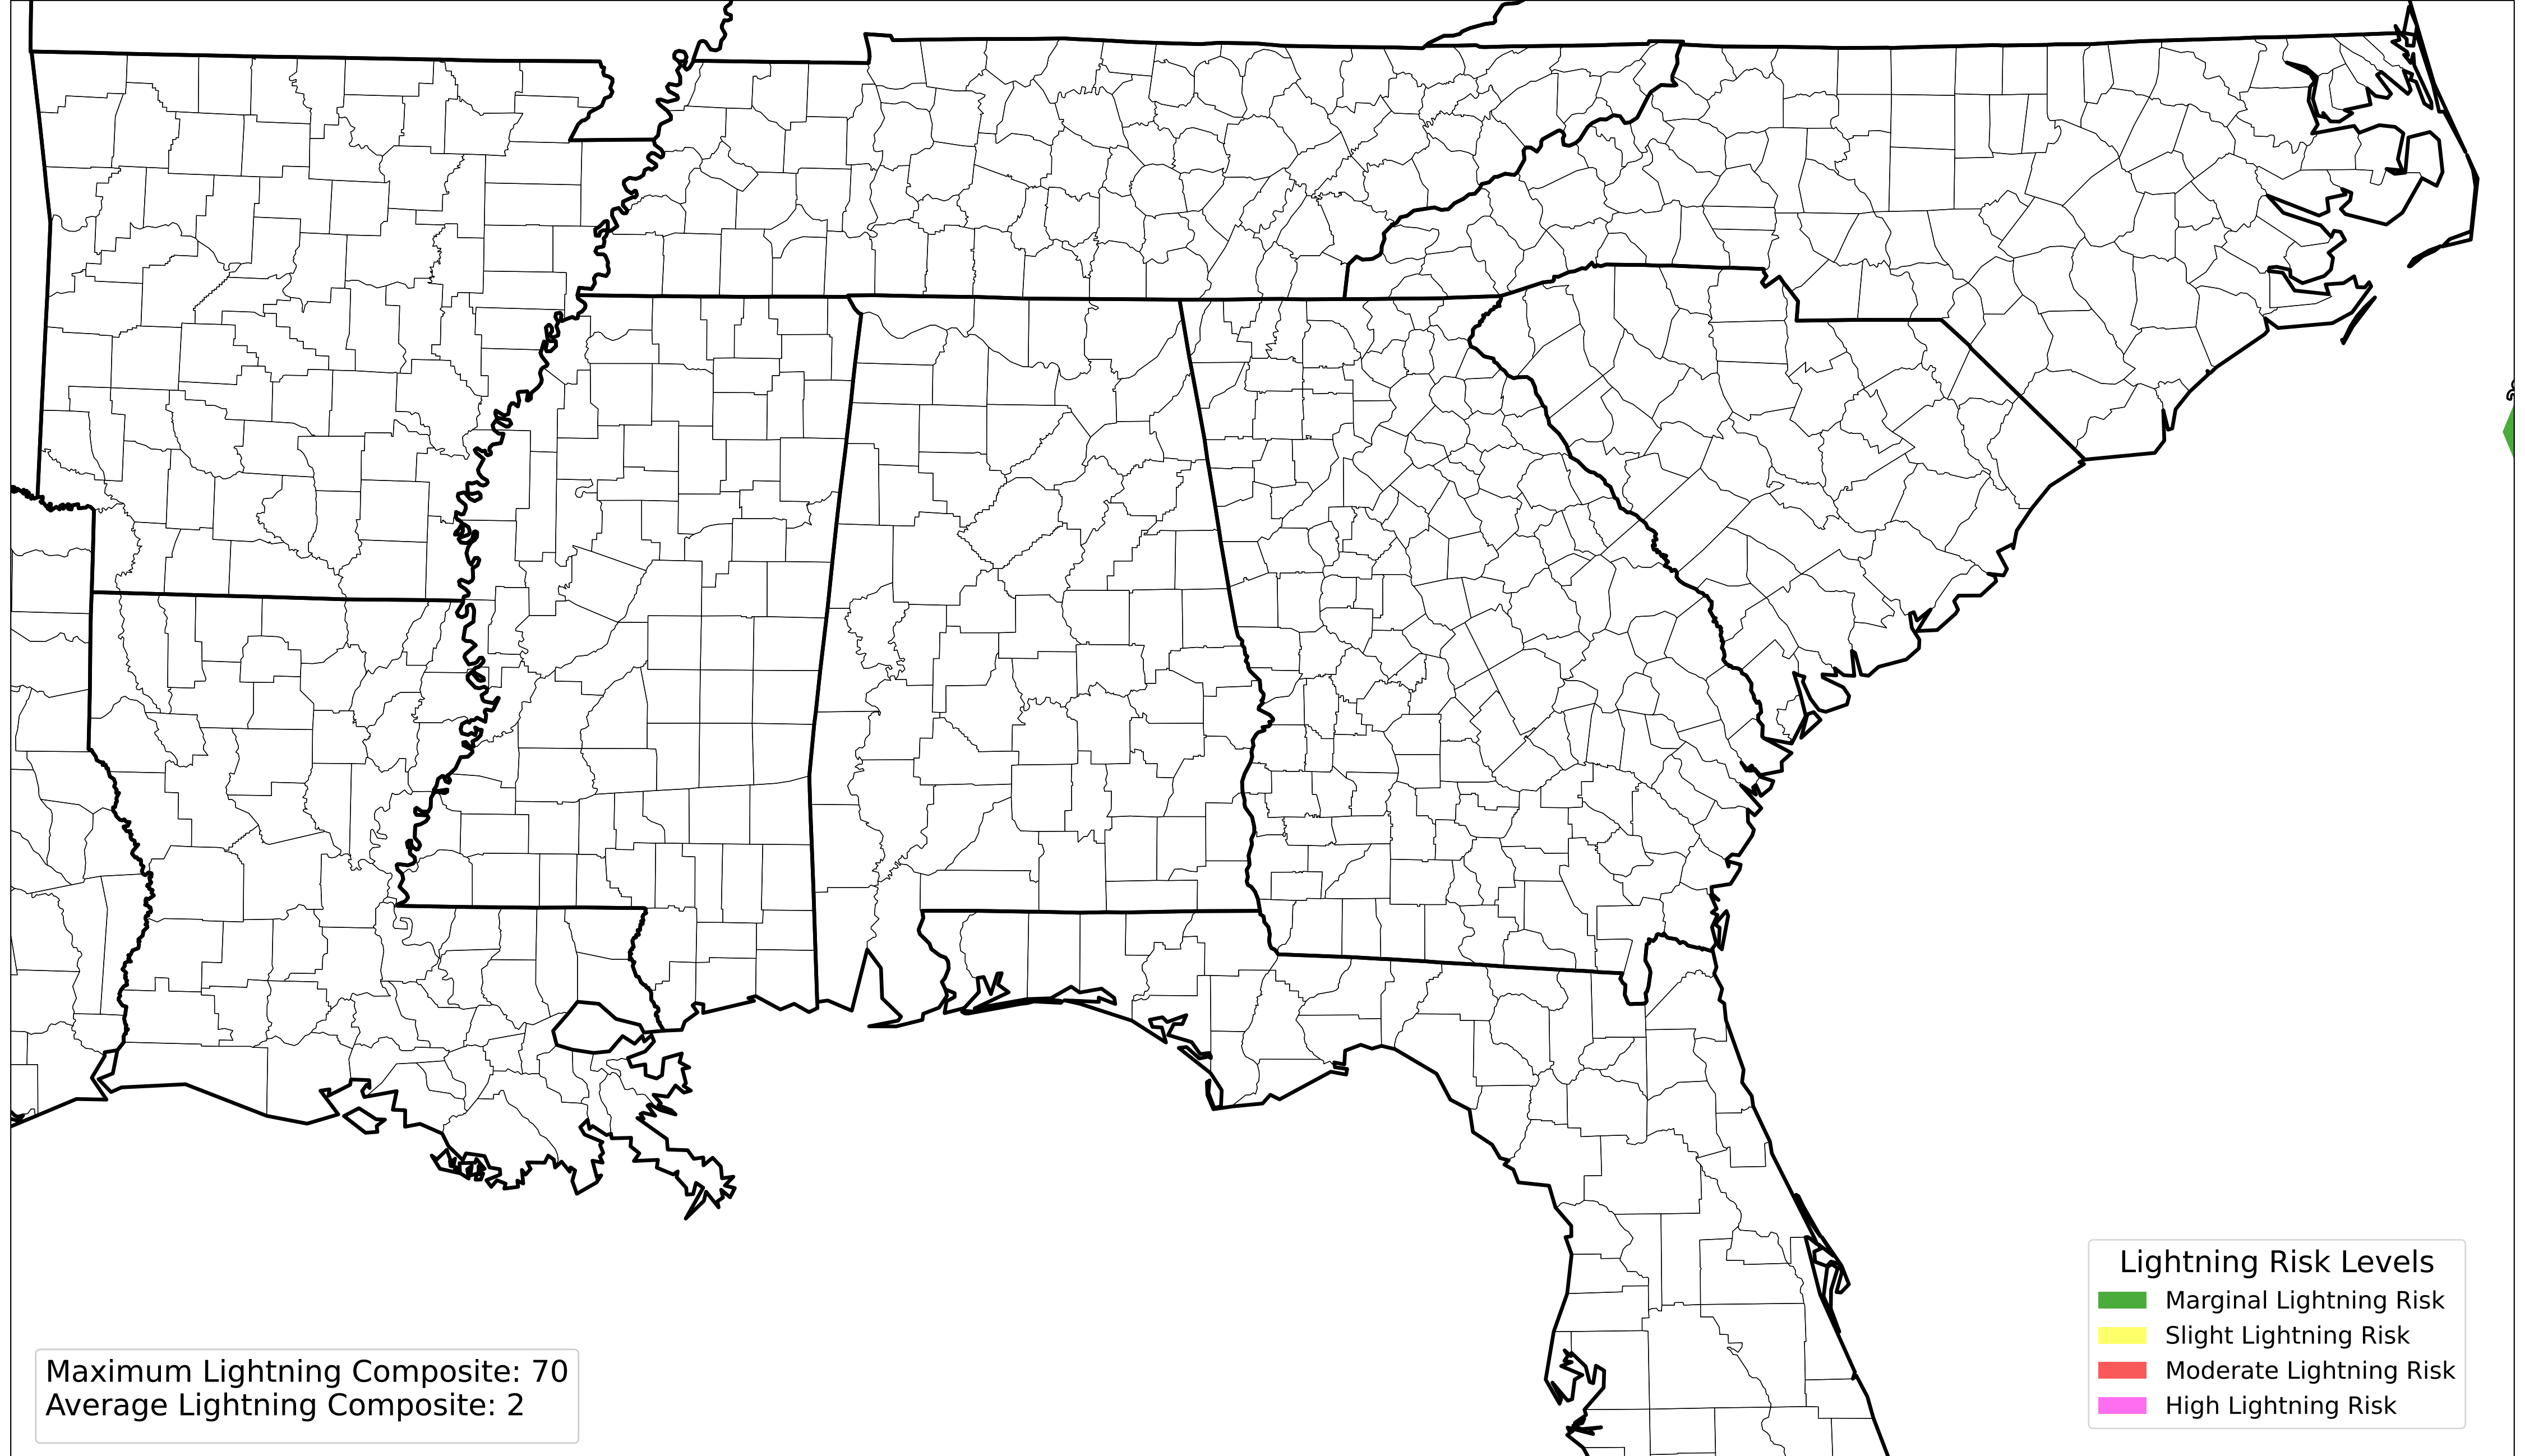 Lightning Risk Levels
Marginal Lightning Risk
Slight Lightning Risk
Moderate Lightning Risk
High Lightning Risk
Maximum Lightning Composite: 70
Average Lightning Composite: 2